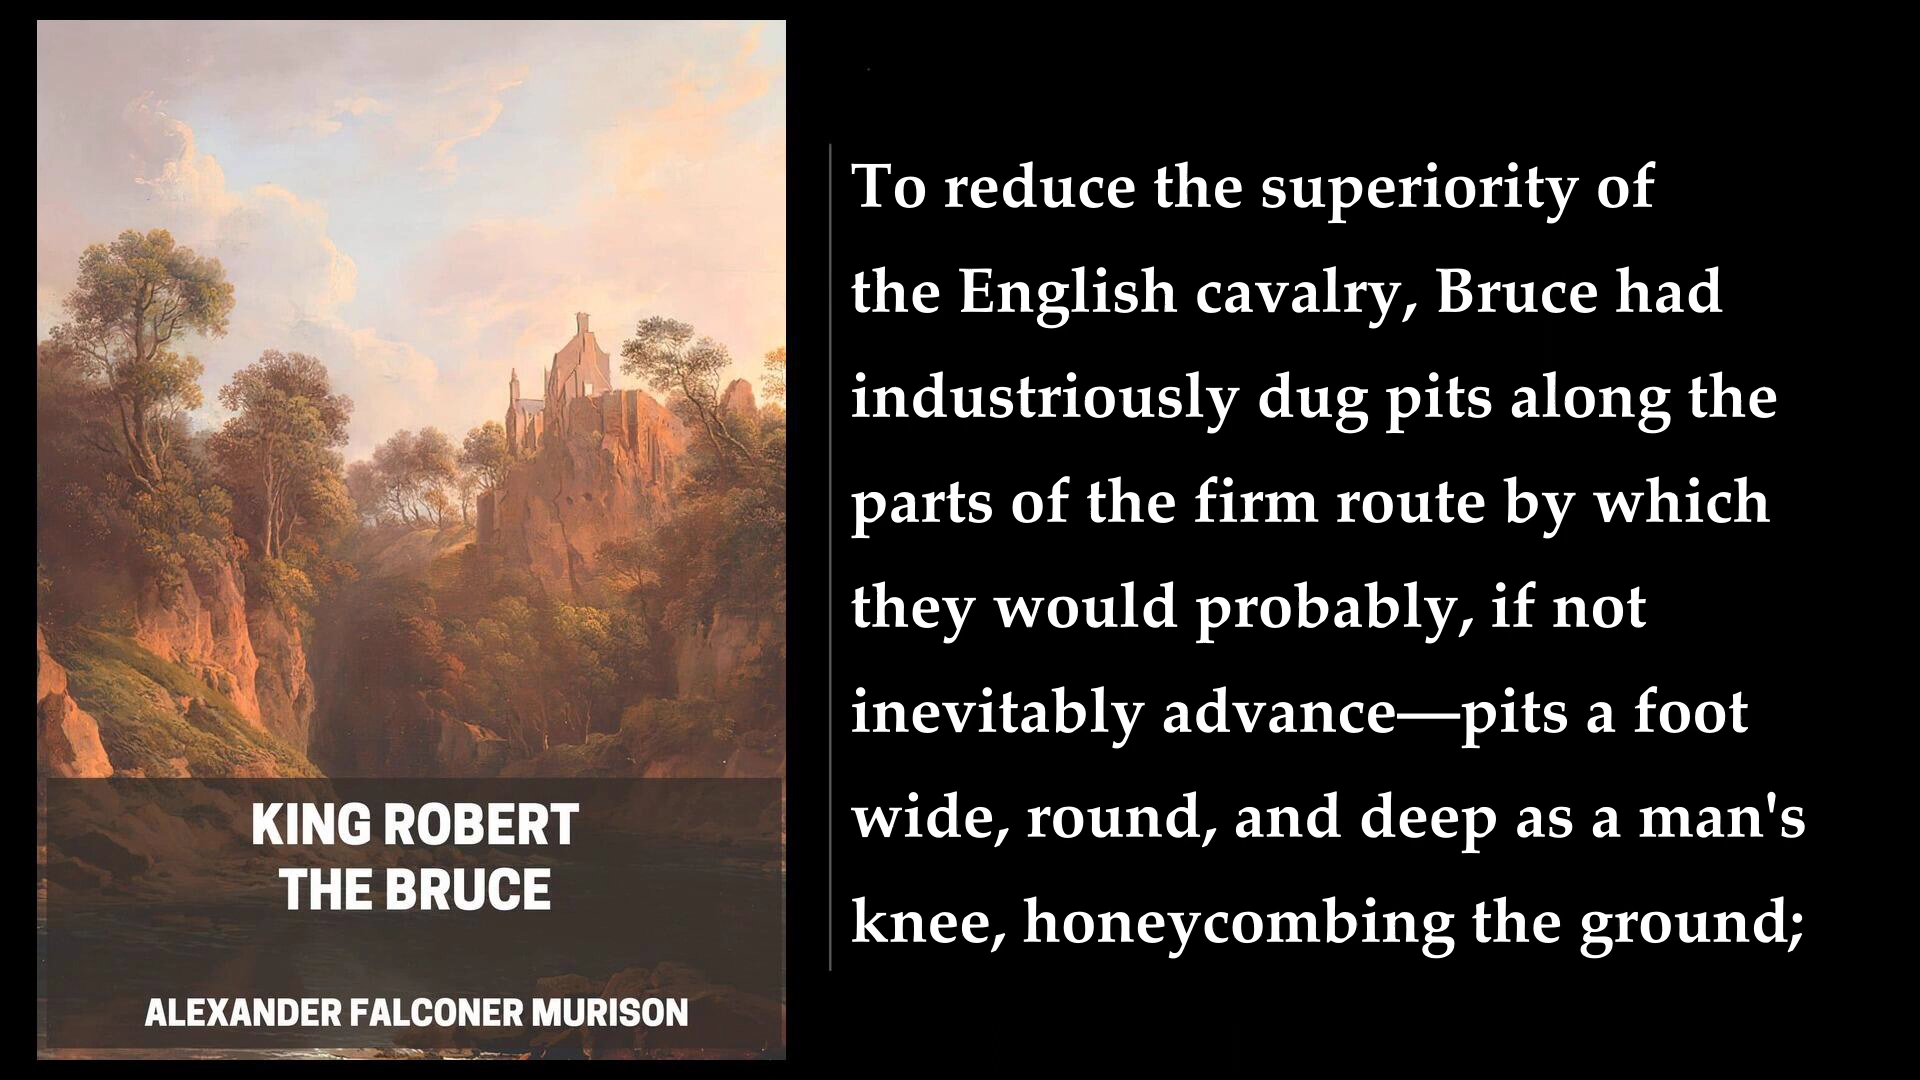 KING ROBERT
THE BRUCE
ALEXANDER FALCONER MURISON
To reduce the superiority of
the English cavalry, Bruce had
industriously dug pits along the
parts of the firm route by which
they would probably, if not
inevitably advance—pits a foot
wide, round, and deep as a man's
knee, honeycombing the ground;